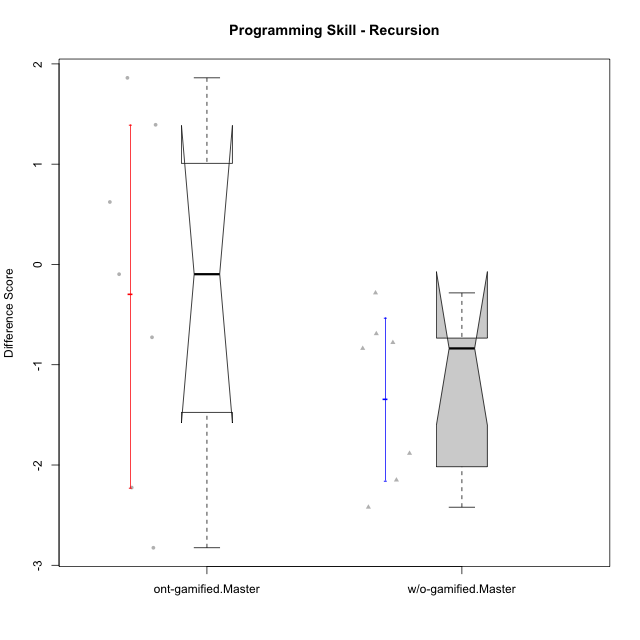 Programming Skill - Recursion
Difference Score
2
1
0
-1
-2
-3
ont-gamified.Master
w/o-gamified.Master